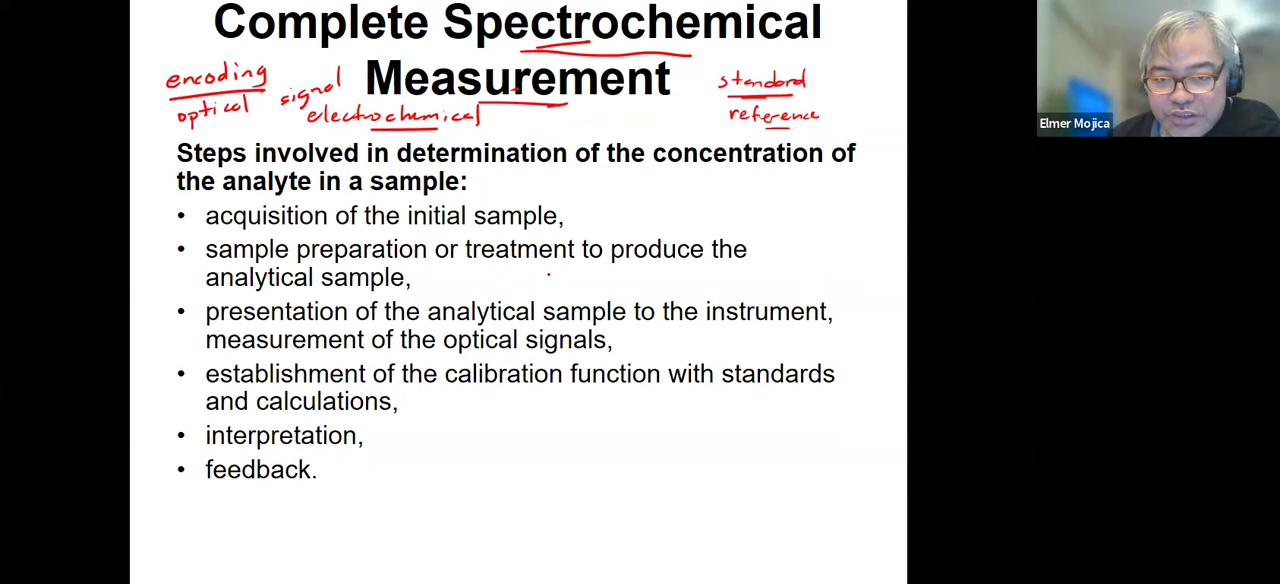 Complete Spectrochemical
Measurement
encoding
optical
signal
electrochemical
standard
reference
Elmer Mojica
Steps involved in determination of the concentration of
the analyte in a sample:
• acquisition of the initial sample,
• sample preparation or treatment to produce the
analytical sample,
• presentation of the analytical sample to the instrument,
measurement of the optical signals,
• establishment of the calibration function with standards
and calculations,
• interpretation,
• feedback.